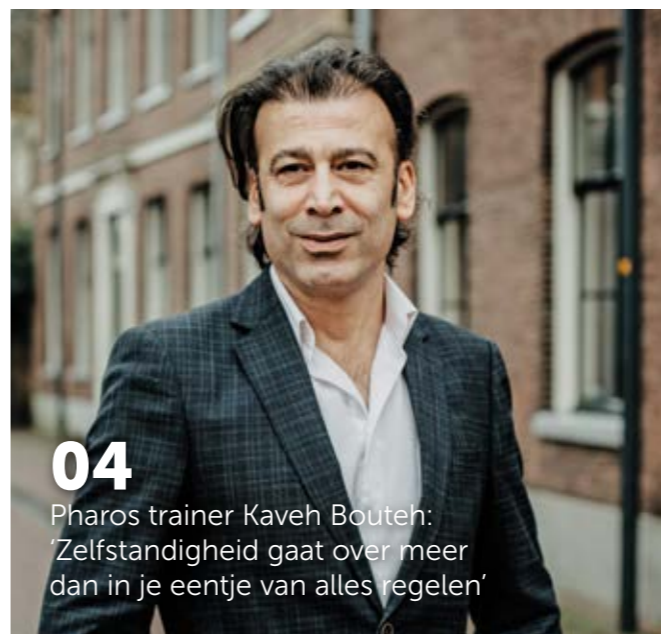 04
Pharos trainer Kaveh Bouteh:
‘Zelfstandigheid gaat over meer
dan in je eentje van alles regelen’